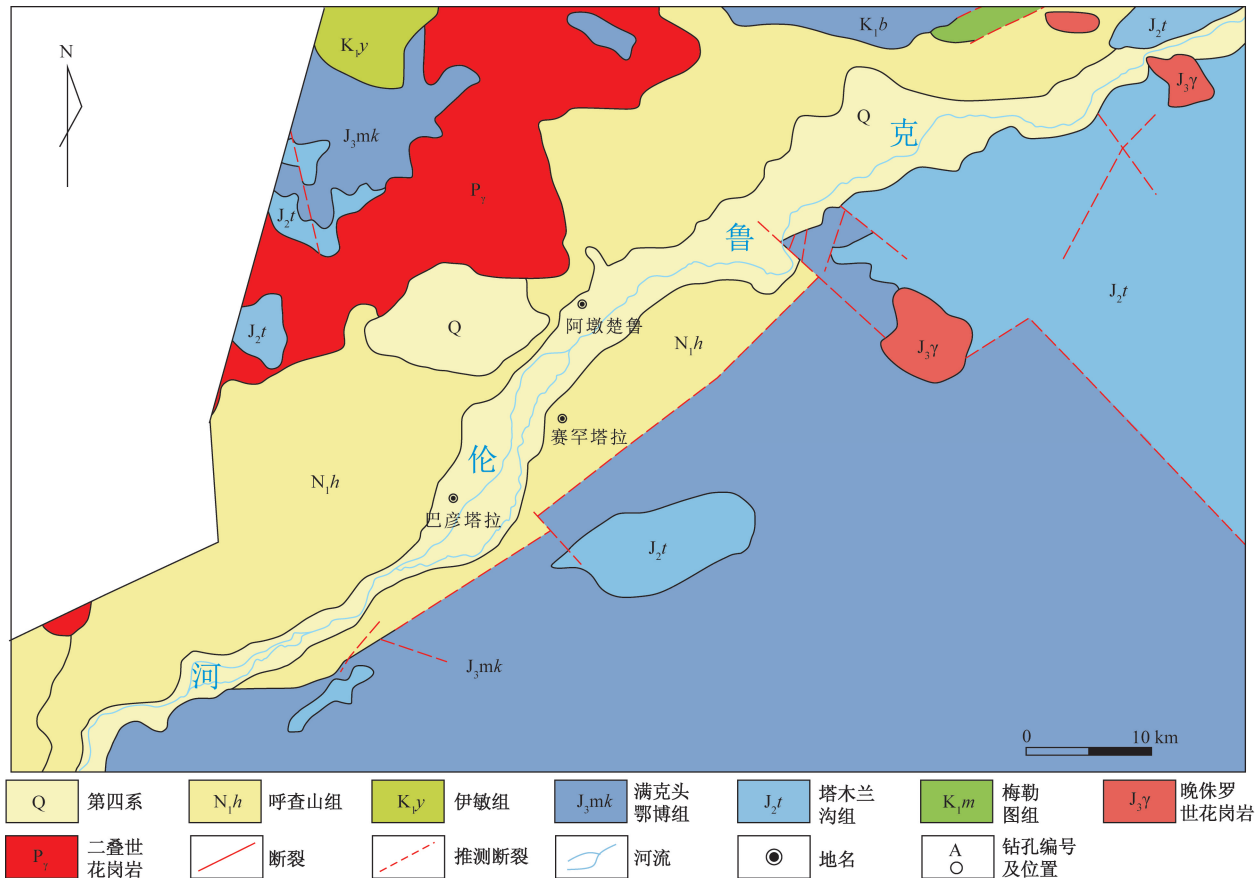 N
K₁y
K₁b
J₂t
J₃γ
Q
克
J₃mk
Pγ
J₂t
鲁
J₂t
阿墩楚鲁
J₂t
Q
N₁h
J₃γ
赛罕塔拉
伦
N₁h
巴彦塔拉
J₂t
河
J₃mk
0 10 km
Q 第四系
N₁h 呼查山组
K₁y 伊敏组
J₃mk 满克头
鄂博组
J₂t 塔木兰
沟组
K₁m 梅勒
图组
J₃γ 晚侏罗
世花岗岩
Pγ 二叠世
花岗岩
断裂
推测断裂
河流
地名
A 钻孔编号
及位置